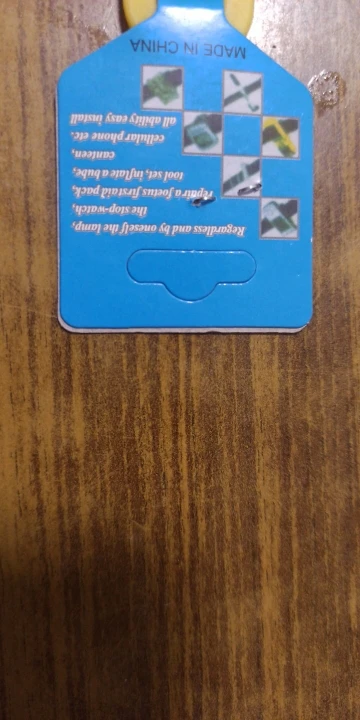 Regardless and by oneself the lamp,
the stop-watch,
repair a foetus firstaid pack,
tool set, inflate a bube,
canteen,
cellular phone etc.
all ability easy install
MADE IN CHINA